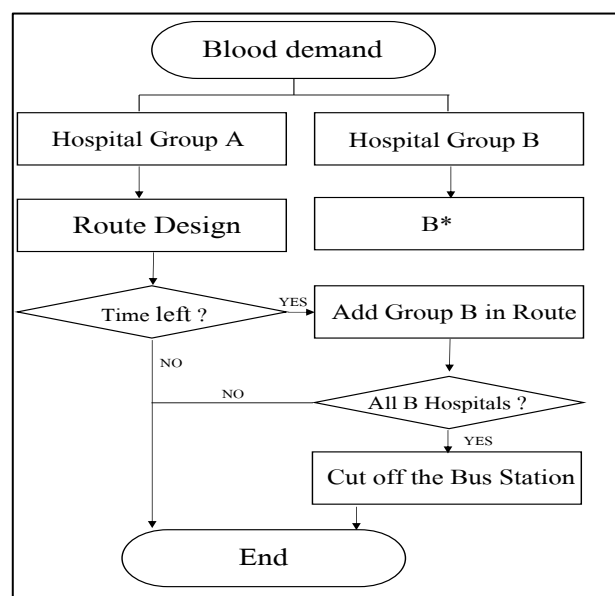 Blood demand
Hospital Group A
Hospital Group B
Route Design
B*
Time left ?
YES
Add Group B in Route
NO
NO
All B Hospitals ?
YES
Cut off the Bus Station
End